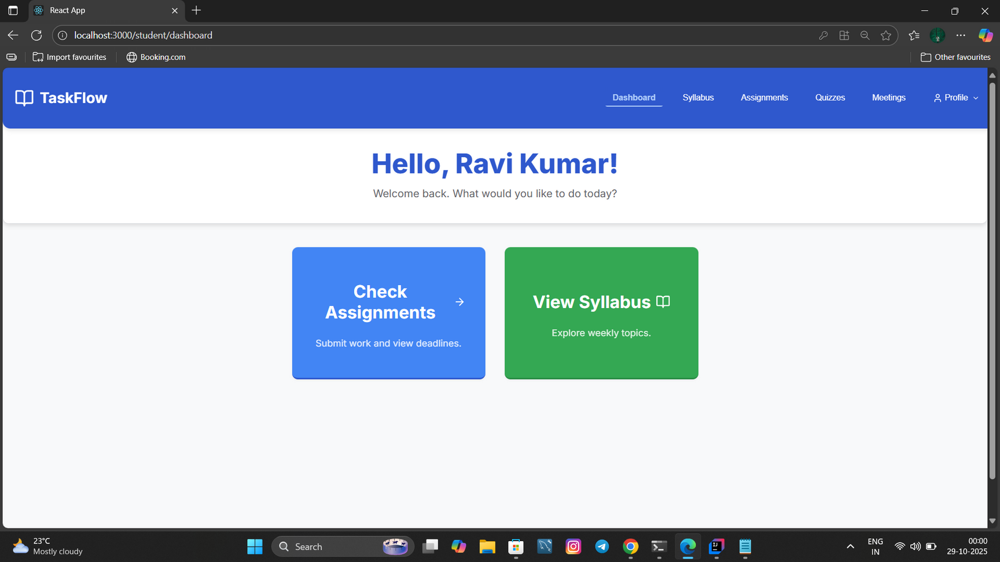 React App
localhost:3000/student/dashboard
Import favourites
Booking.com
Other favourites
TaskFlow
Dashboard
Syllabus
Assignments
Quizzes
Meetings
Profile
Hello, Ravi Kumar!
Welcome back. What would you like to do today?
Check
Assignments
Submit work and view deadlines.
View Syllabus
Explore weekly topics.
23°C
Mostly cloudy
Search
IJ
ENG
IN
00:00
29-10-2025